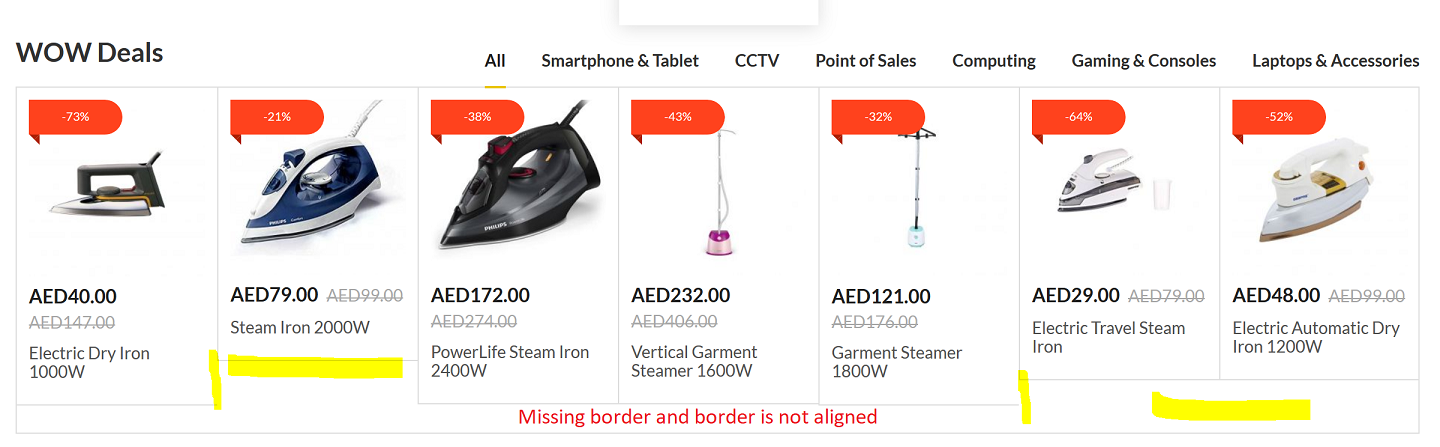 WOW Deals
All Smartphone & Tablet CCTV Point of Sales Computing Gaming & Consoles Laptops & Accessories
-73%
-21%
-38%
-43%
-32%
-64%
-52%
PHILIPS
PHILIPS
AED40.00
AED147.00
Electric Dry Iron
1000W
AED79.00 AED99.00
Steam Iron 2000W
AED172.00
AED274.00
PowerLife Steam Iron
2400W
AED232.00
AED406.00
Vertical Garment
Steamer 1600W
AED121.00
AED176.00
Garment Steamer
1800W
AED29.00 AED79.00
Electric Travel Steam
Iron
AED48.00 AED99.00
Electric Automatic Dry
Iron 1200W
Missing border and border is not aligned